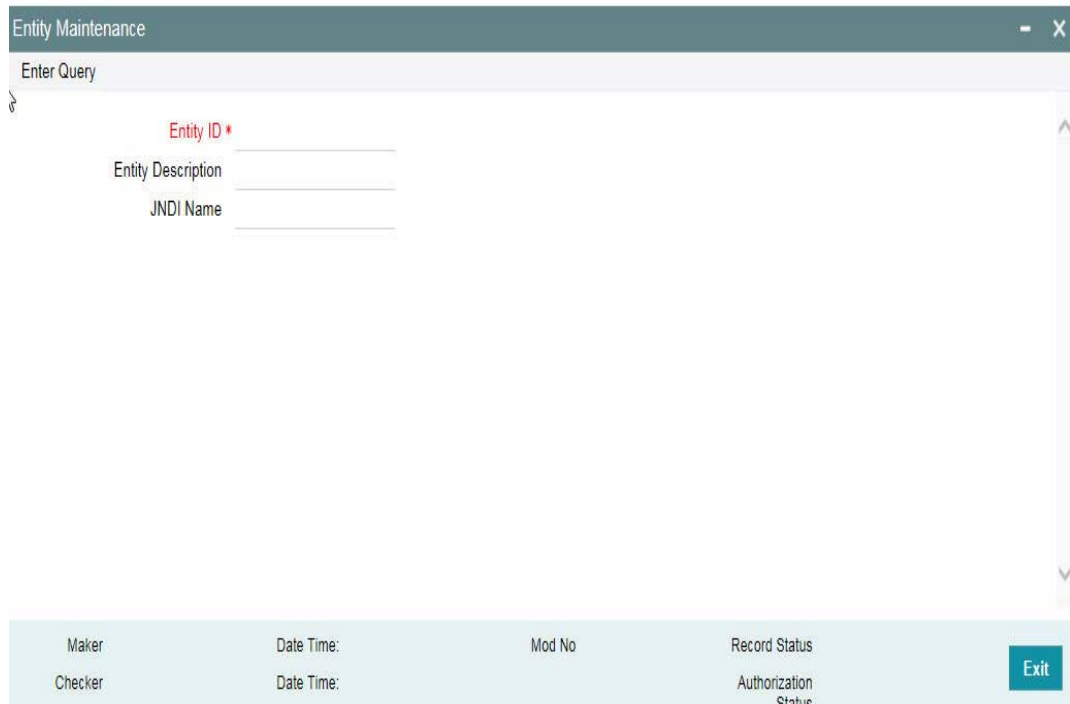 Entity Maintenance
Enter Query
Entity ID *
Entity Description
JNDI Name
Maker Date Time: Mod No Record Status
Exit
Checker Date Time: Authorization
Status